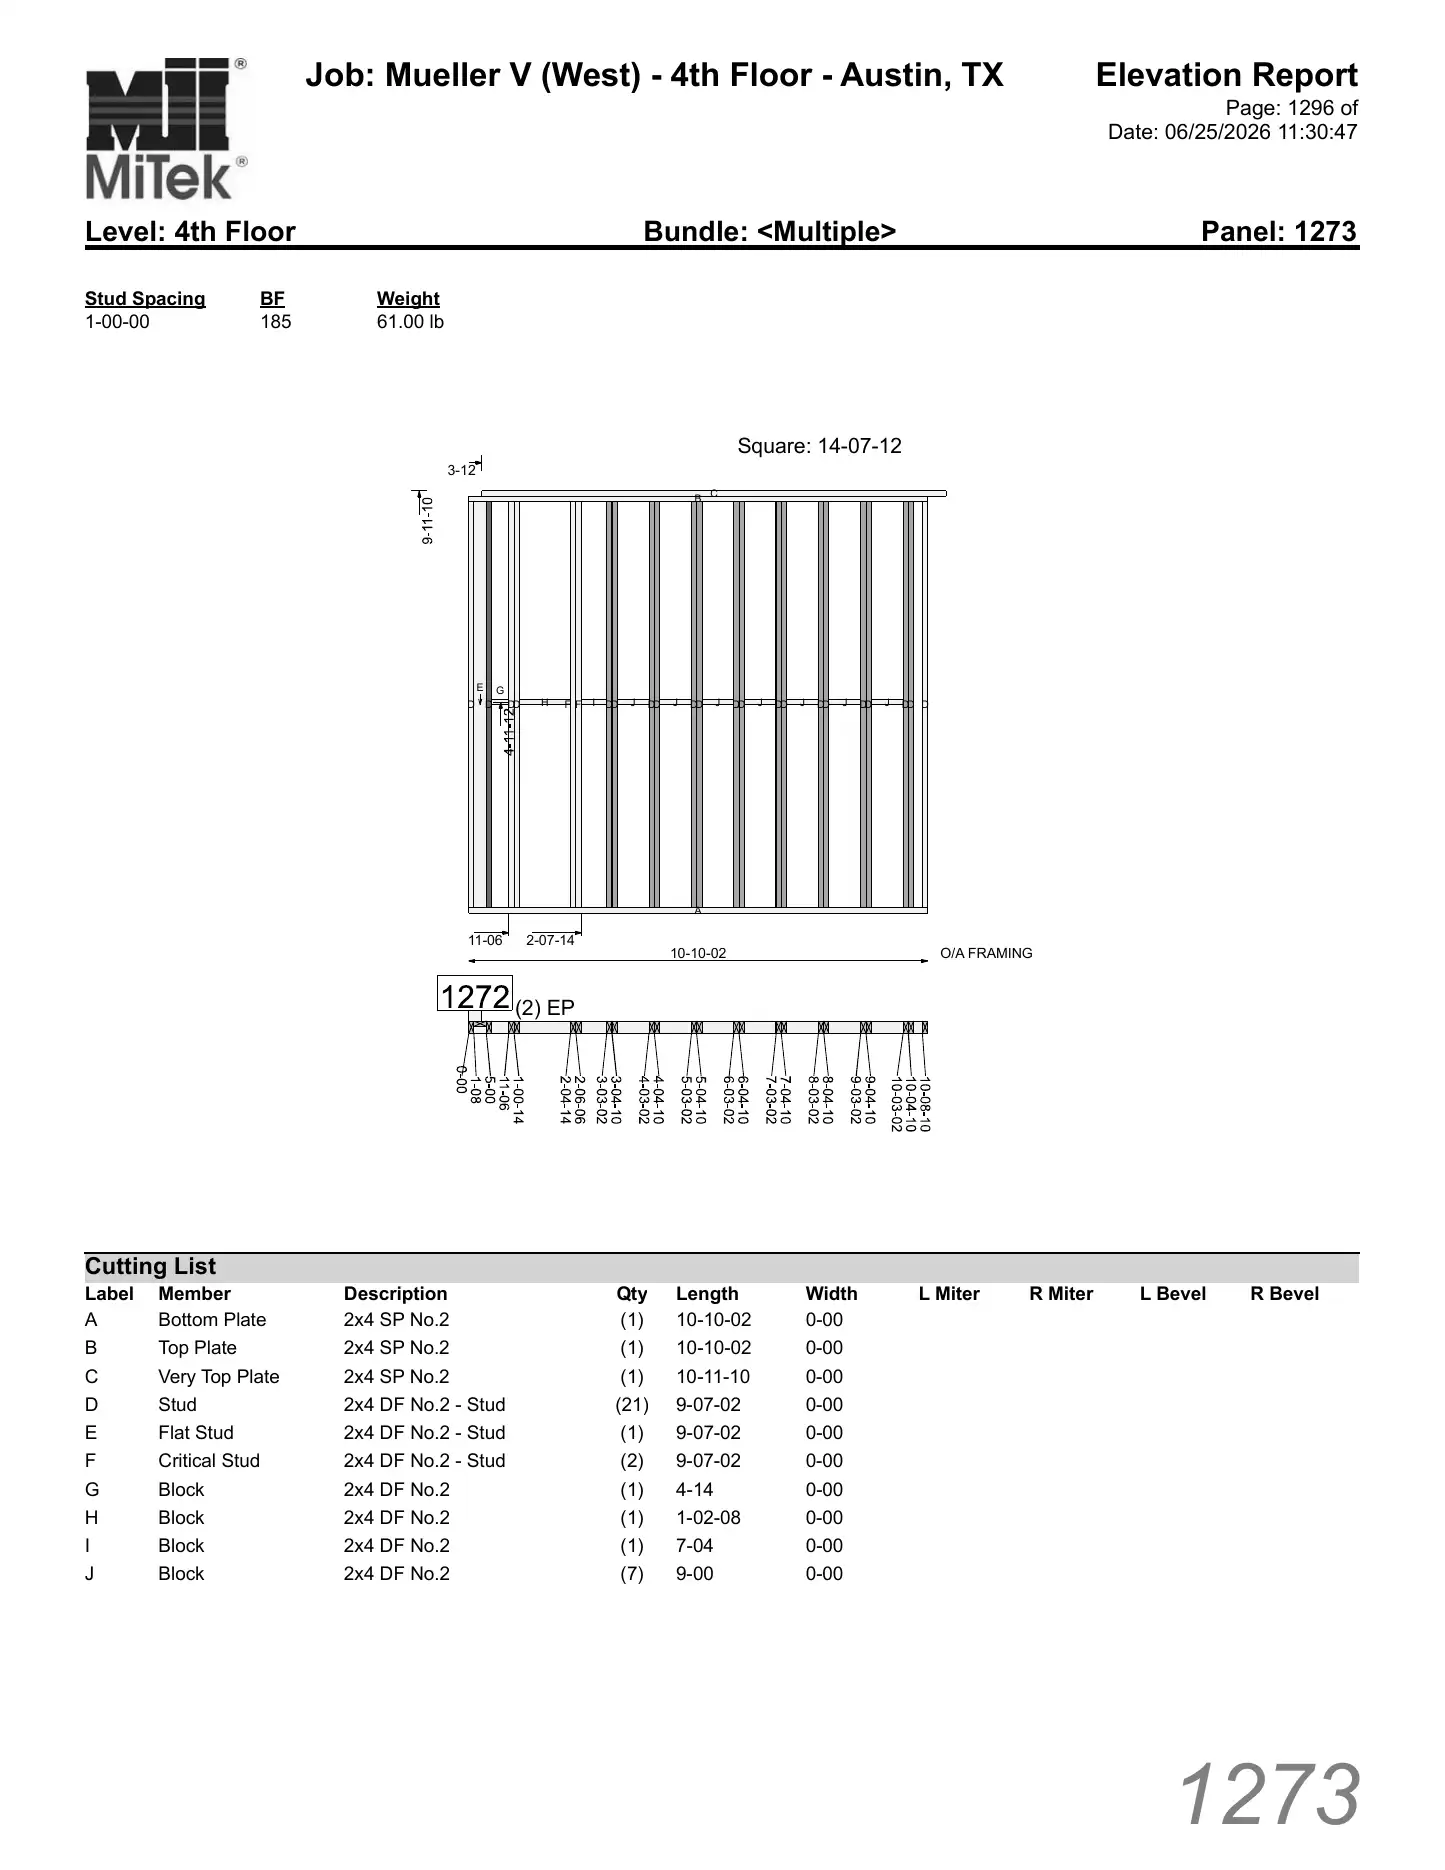 Job: Mueller V (West) - 4th Floor - Austin, TX
Elevation Report
Page: 1296 of
Date: 06/25/2026 11:30:47
MiTek®
Level: 4th Floor Bundle: <Multiple> Panel: 1273
Stud Spacing BF Weight
1-00-00 185 61.00 lb
Square: 14-07-12
3-12
C
B
9-11-10
E G
D D D D H F F I D D J D D J D D J D D J D D J D D J D D J D D D
4-11-12
A
11-06 2-07-14
10-10-02 O/A FRAMING
1272 (2) EP
0-00 1-08 5-00 11-06 1-00-14 2-04-14 2-06-06 3-03-02 3-04-10 4-03-02 4-04-10 5-03-02 5-04-10 6-03-02 6-04-10 7-03-02 7-04-10 8-03-02 8-04-10 9-03-02 9-04-10 10-03-02 10-04-10 10-08-10
Cutting List
Label Member Description Qty Length Width L Miter R Miter L Bevel R Bevel
A Bottom Plate 2x4 SP No.2 (1) 10-10-02 0-00
B Top Plate 2x4 SP No.2 (1) 10-10-02 0-00
C Very Top Plate 2x4 SP No.2 (1) 10-11-10 0-00
D Stud 2x4 DF No.2 - Stud (21) 9-07-02 0-00
E Flat Stud 2x4 DF No.2 - Stud (1) 9-07-02 0-00
F Critical Stud 2x4 DF No.2 - Stud (2) 9-07-02 0-00
G Block 2x4 DF No.2 (1) 4-14 0-00
H Block 2x4 DF No.2 (1) 1-02-08 0-00
I Block 2x4 DF No.2 (1) 7-04 0-00
J Block 2x4 DF No.2 (7) 9-00 0-00
1273